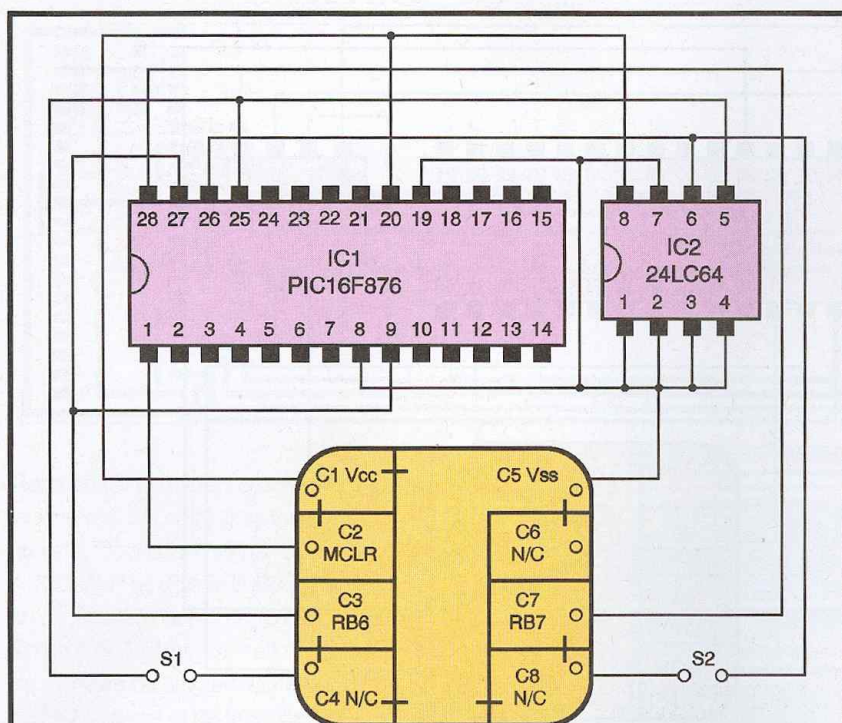 28 27 26 25 24 23 22 21 20 19 18 17 16 15
IC1
PIC16F876
1 2 3 4 5 6 7 8 9 10 11 12 13 14
8 7 6 5
IC2
24LC64
1 2 3 4
C1 Vcc
C5 Vss
C2
MCLR
C6
N/C
C3
RB6
C7
RB7
S1
C4 N/C
C8
N/C
S2